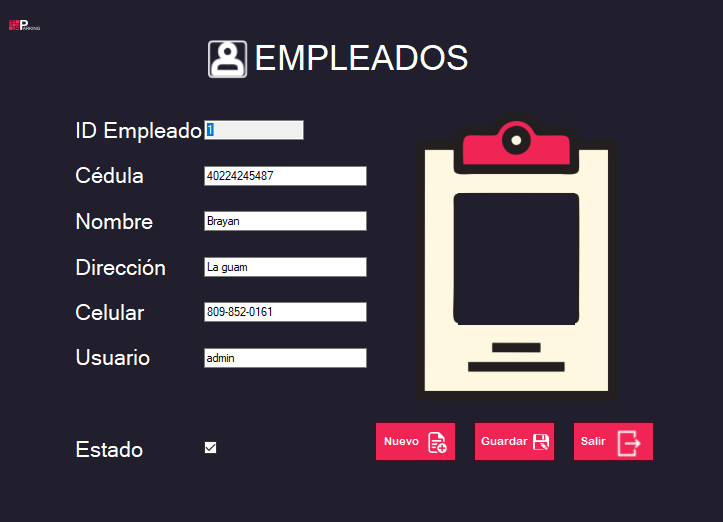 PARKING
EMPLEADOS
ID Empleado 1
Cédula 40224245487
Nombre Brayan
Dirección La guam
Celular 809-852-0161
Usuario admin
Estado
Nuevo Guardar Salir